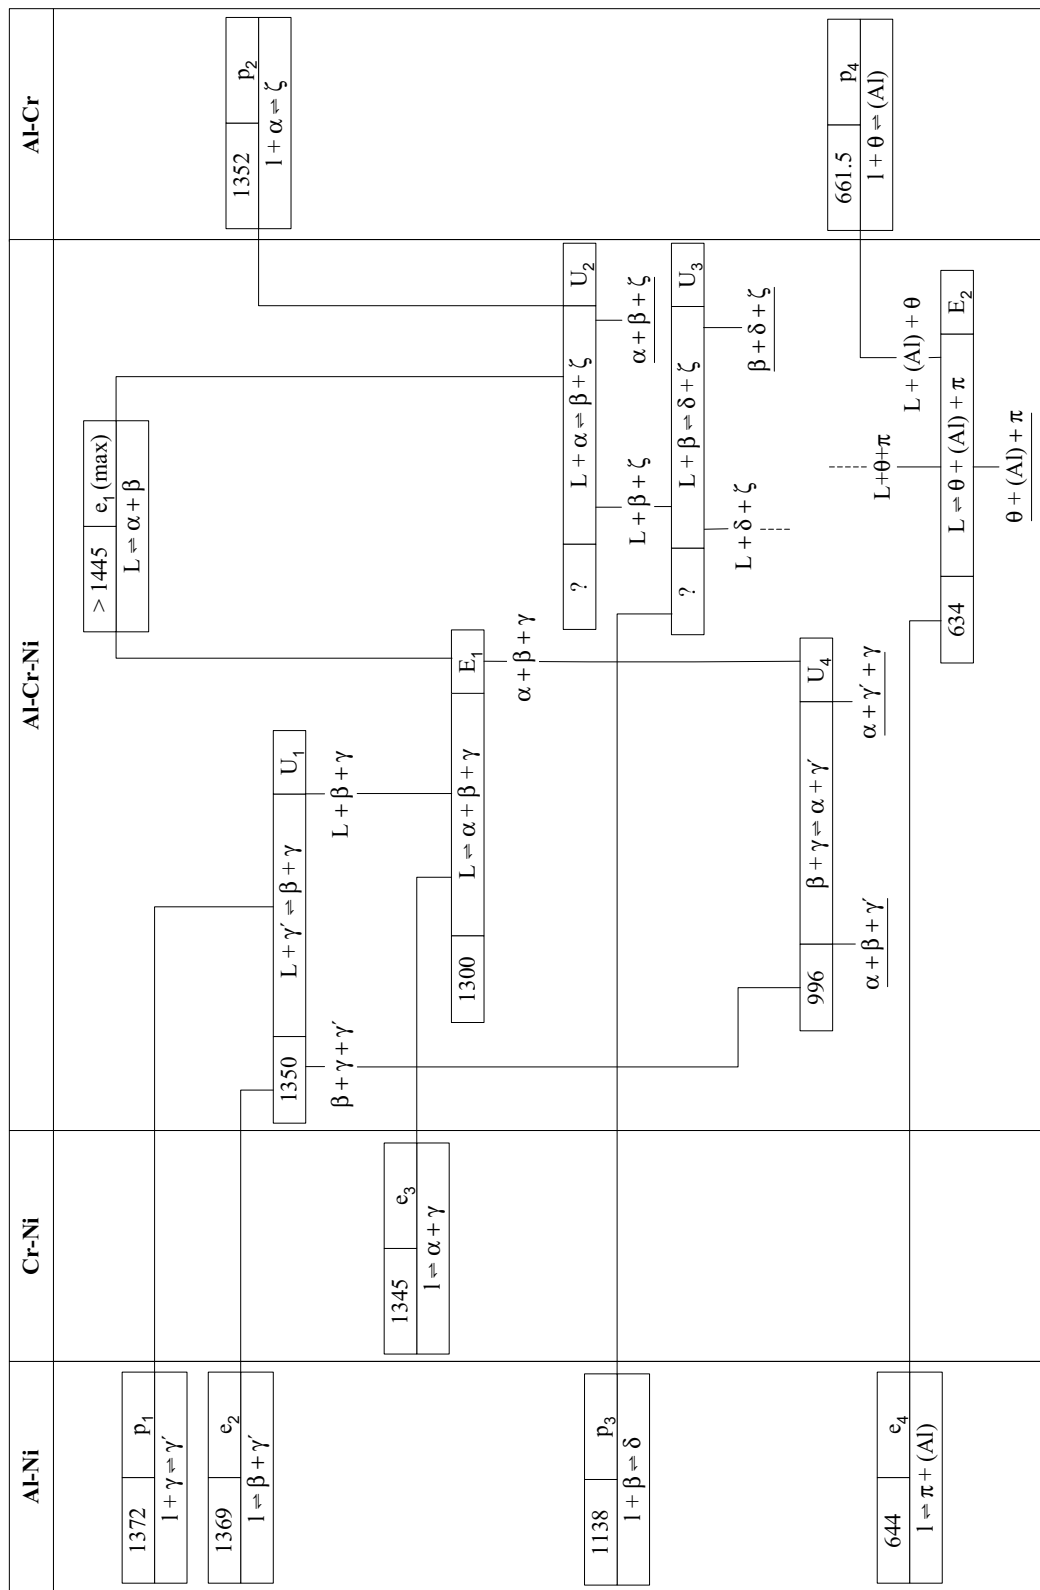 Al-Ni
Cr-Ni
Al-Cr-Ni
Al-Cr
1372 p₁
l + γ ⇌ γ′
1369 e₂
l ⇌ β + γ′
1138 p₃
l + β ⇌ δ
644 e₄
l ⇌ π + (Al)
1345 e₃
l ⇌ α + γ
> 1445 e₁ (max)
L ⇌ α + β
1350 L + γ′ ⇌ β + γ U₁
β + γ + γ′
L + β + γ
1300 L ⇌ α + β + γ E₁
α + β + γ
? L + α ⇌ β + ζ U₂
L + β + ζ
α + β + ζ
? L + β ⇌ δ + ζ U₃
L + δ + ζ
β + δ + ζ
996 β + γ ⇌ α + γ′ U₄
α + β + γ′
α + γ′ + γ
L+θ+π
L + (Al) + θ
634 L ⇌ θ + (Al) + π E₂
θ + (Al) + π
1352 p₂
l + α ⇌ ζ
661.5 p₄
l + θ ⇌ (Al)